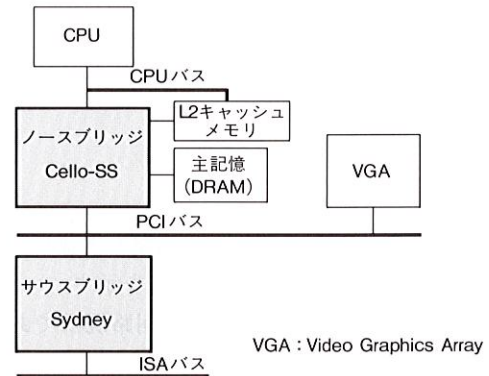 CPU
CPUバス
L2キャッシュ
メモリ
ノースブリッジ
Cello-SS
主記憶
(DRAM)
VGA
PCIバス
サウスブリッジ
Sydney
VGA：Video Graphics Array
ISAバス